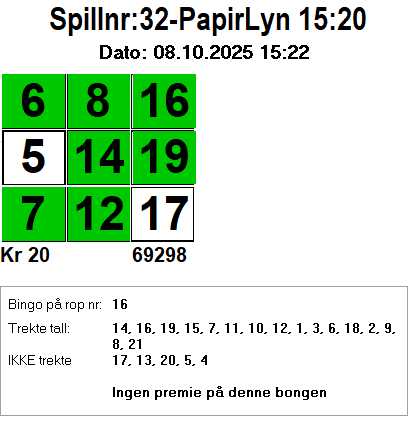 Spillnr:32-PapirLyn 15:20
Dato: 08.10.2025 15:22
6 8 16
5 14 19
7 12 17
Kr 20 69298
Bingo på rop nr: 16
Trekte tall: 14, 16, 19, 15, 7, 11, 10, 12, 1, 3, 6, 18, 2, 9,
8, 21
IKKE trekte 17, 13, 20, 5, 4
Ingen premie på denne bongen